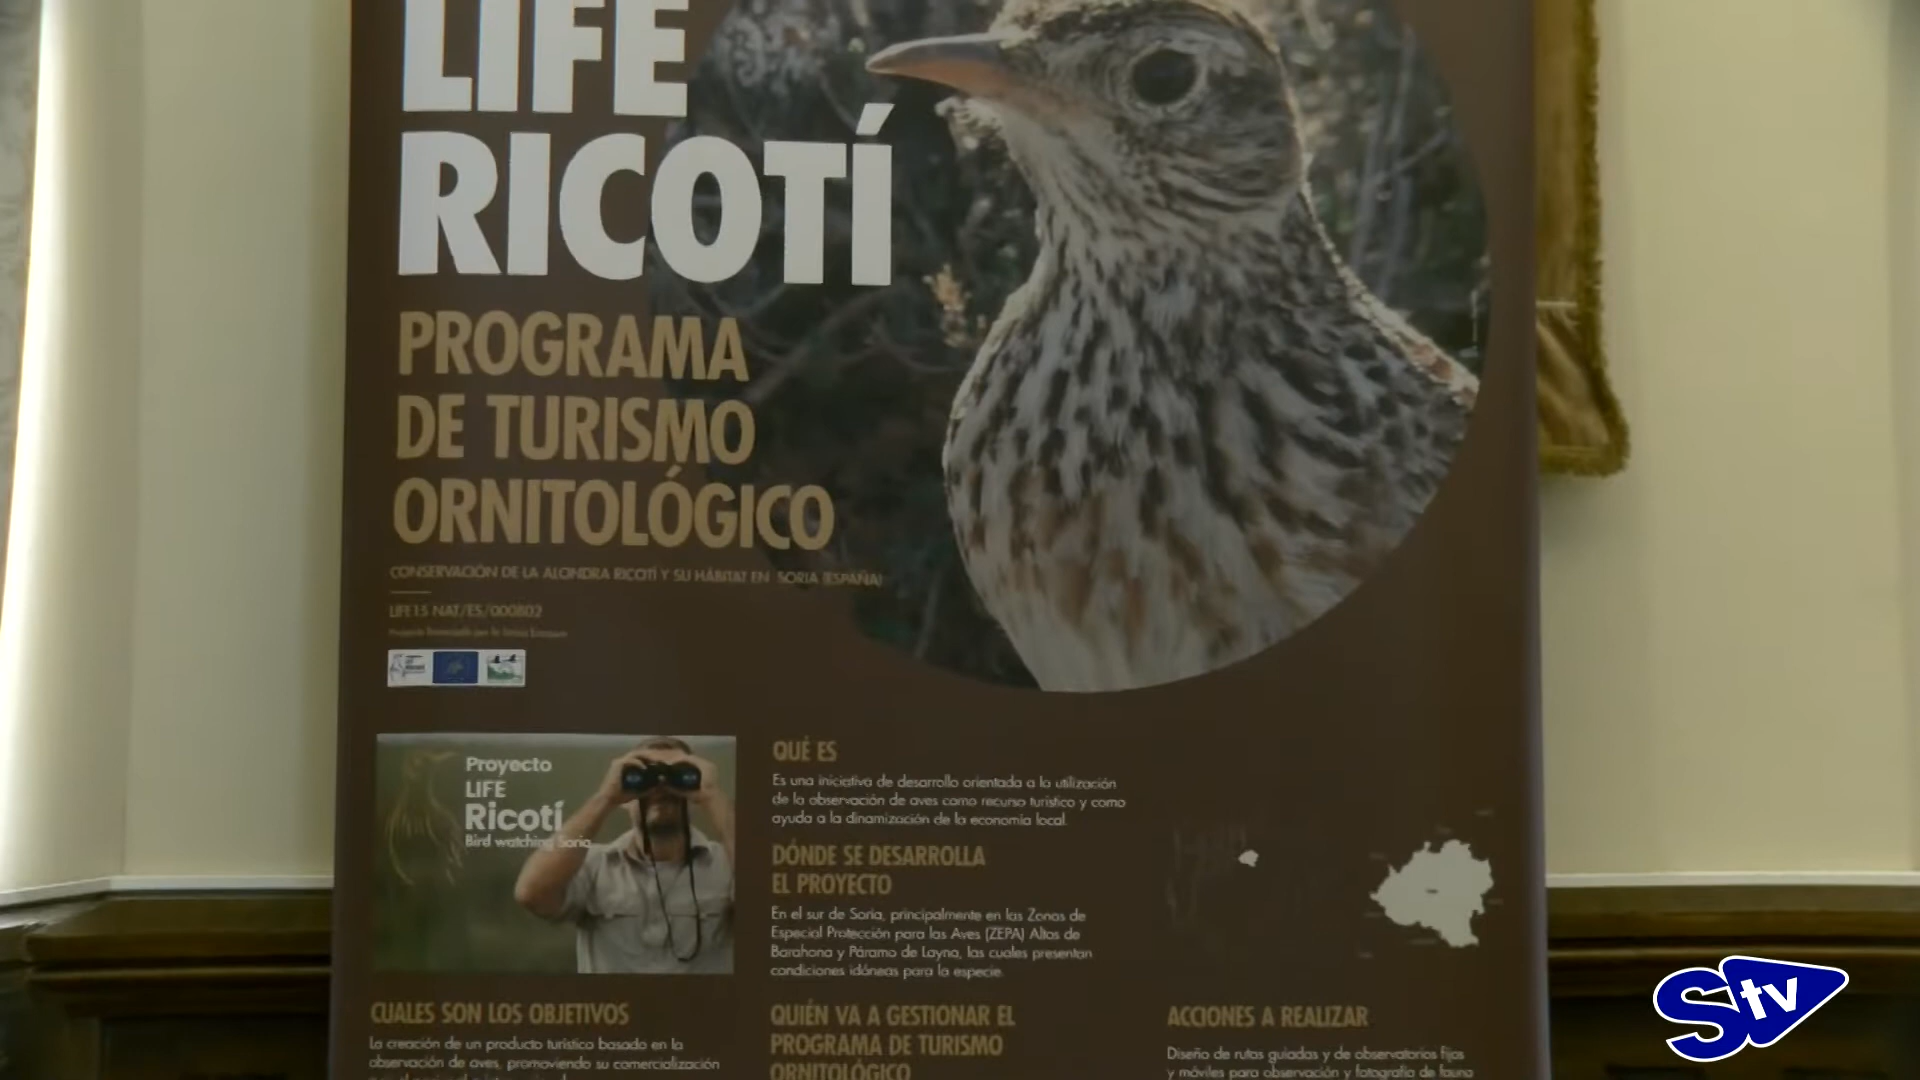 LIFE
RICOTÍ
PROGRAMA
DE TURISMO
ORNITOLÓGICO
CONSERVACIÓN DE LA ALONDRA RICOTÍ Y SU HÁBITAT EN SORIA (ESPAÑA)
LIFE15 NAT/ES/000802
Proyecto
LIFE
Ricotí
Bird watching Soria
QUÉ ES
Es una iniciativa de desarrollo orientada a la utilización
de la observación de aves como recurso turístico y como
ayuda a la dinamización de la economía local.
DÓNDE SE DESARROLLA
EL PROYECTO
En el sur de Soria, principalmente en las Zonas de
Especial Protección para las Aves (ZEPA) Altos de
Barahona y Páramo de Layna, las cuales presentan
condiciones idóneas para la especie.
CUALES SON LOS OBJETIVOS
La creación de un producto turístico basado en la
observación de aves, promoviendo su comercialización
QUIÉN VA A GESTIONAR EL
PROGRAMA DE TURISMO
ORNITOLÓGICO
ACCIONES A REALIZAR
Diseño de rutas guiadas y de observatorios fijos
y móviles para observación y fotografía de fauna
Stv